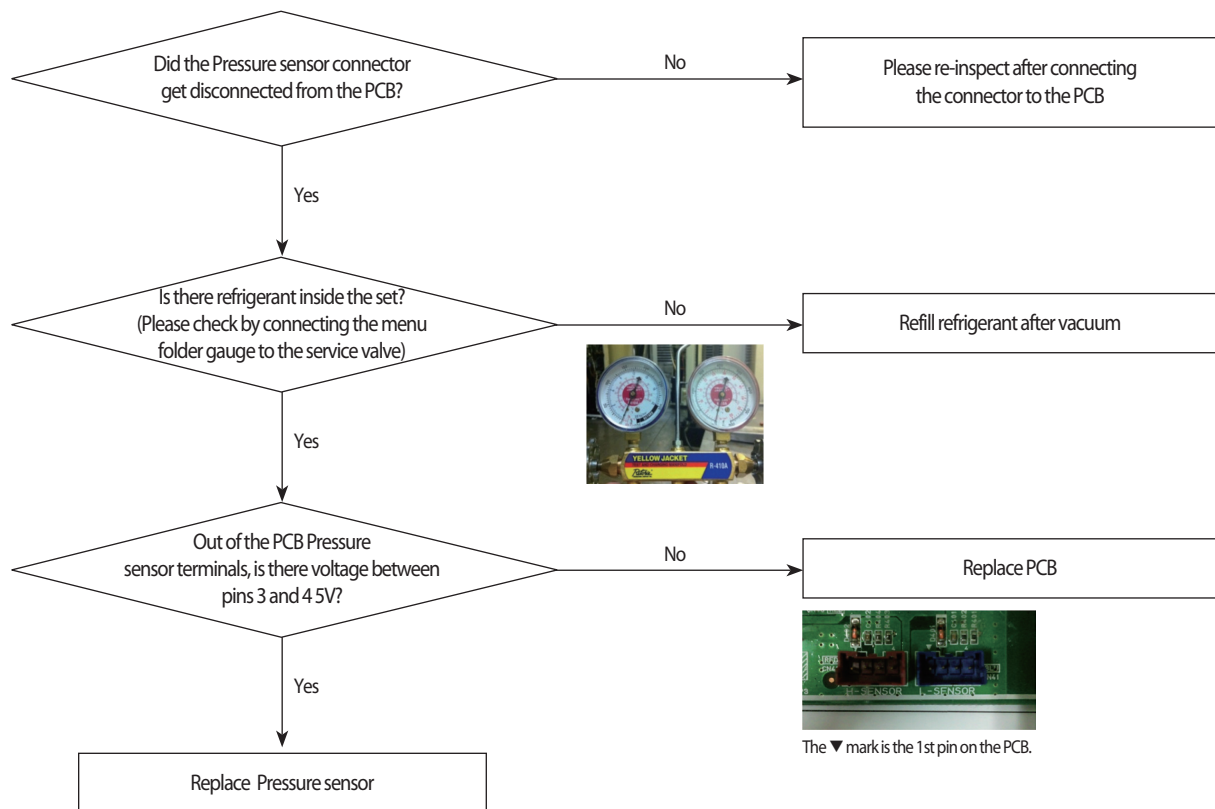 Did the Pressure sensor connector
get disconnected from the PCB?
No
Please re-inspect after connecting
the connector to the PCB
Yes
Is there refrigerant inside the set?
(Please check by connecting the menu
folder gauge to the service valve)
No
Refill refrigerant after vacuum
YELLOW JACKET
R-410A
Yes
Out of the PCB Pressure
sensor terminals, is there voltage between
pins 3 and 4 5V?
No
Replace PCB
H-SENSOR
L-SENSOR
The ▼ mark is the 1st pin on the PCB.
Yes
Replace Pressure sensor